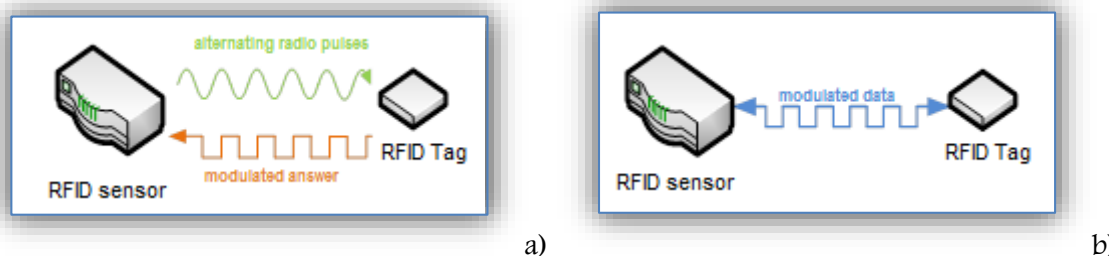 alternating radio pulses
RFID Tag
modulated answer
RFID sensor
a)
modulated data
RFID Tag
RFID sensor
b)